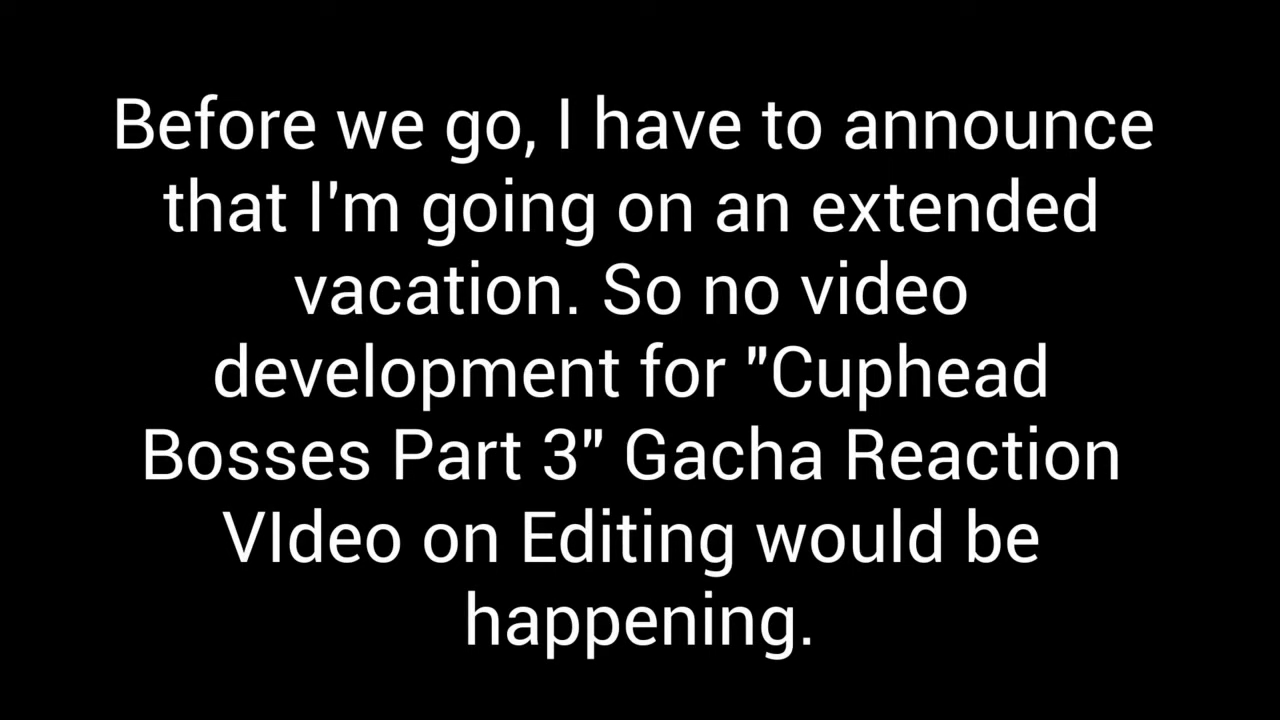 Before we go, I have to announce
that I'm going on an extended
vacation. So no video
development for "Cuphead
Bosses Part 3" Gacha Reaction
VIdeo on Editing would be
happening.